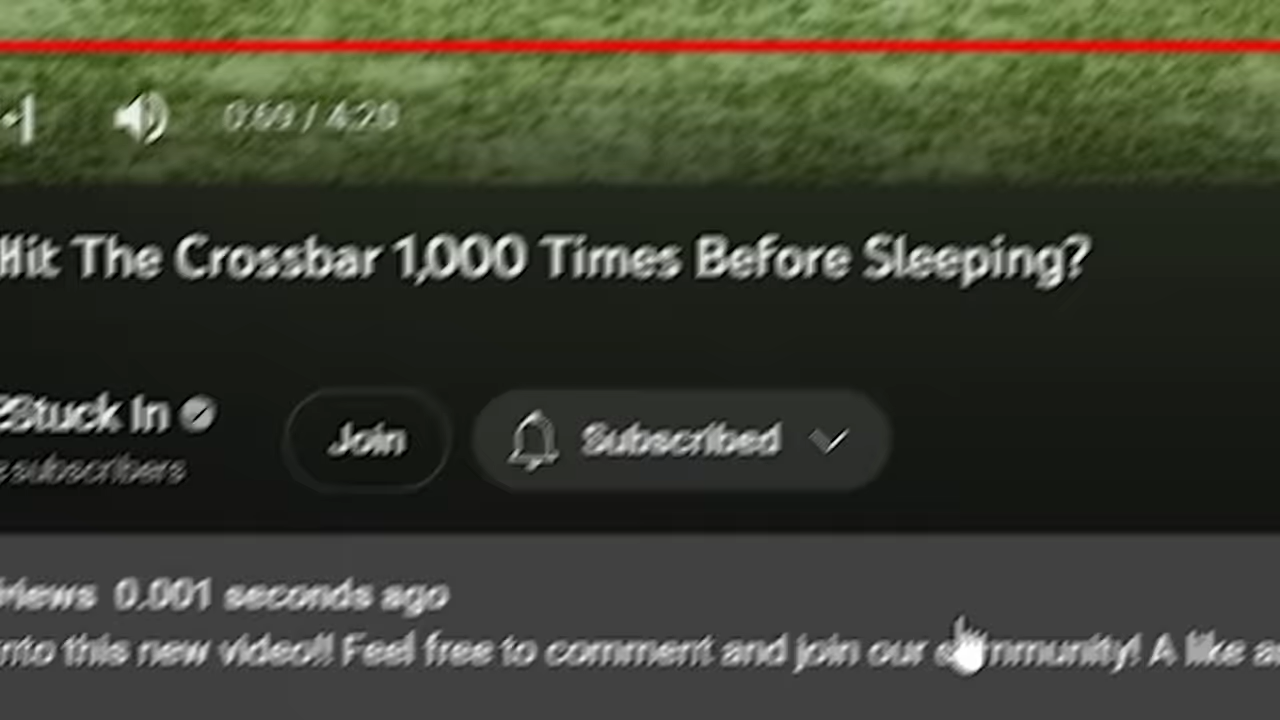 0:69 / 4:20
Hit The Crossbar 1,000 Times Before Sleeping?
Stuck In
subscribers
Join
Subscribed
Views 0.001 seconds ago
nto this new video!! Feel free to comment and join our community! A like a